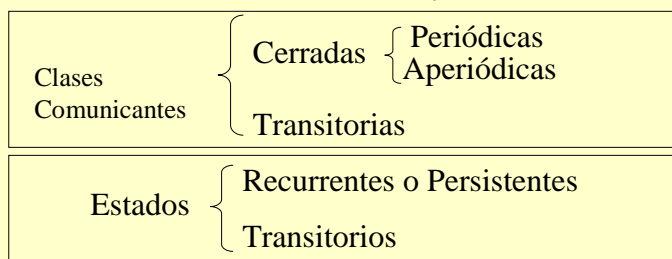 Cerradas
Periódicas
Aperiódicas
Clases
Comunicantes
Transitorias
Recurrentes o Persistentes
Estados
Transitorios